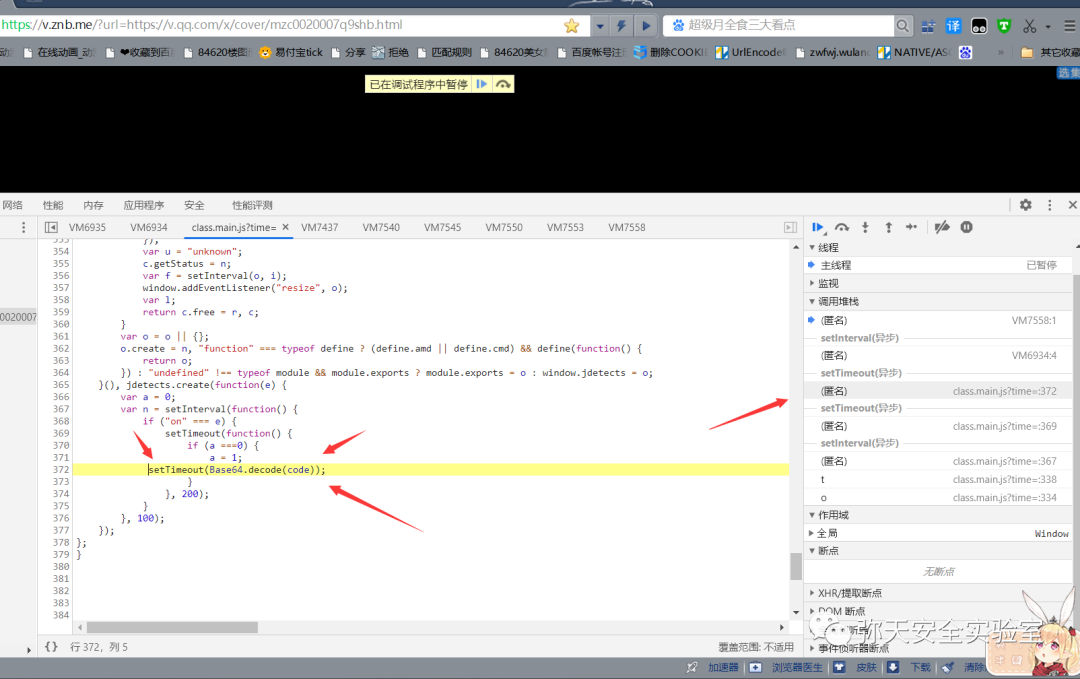 https://v.znb.me/?url=https://v.qq.com/x/cover/mzc0020007q9shb.html
超级月全食三大看点
译
T
在线动画_动
❤收藏到百
84620楼图
易付宝tick
分享
拒绝
匹配规则
84620美女
百度帐号注
删除COOKI
UrlEncode
zwfwj.wulan
NATIVE/AS
»
其它收藏
已在调试程序中暂停
选集
网络 性能 内存 应用程序 安全 性能评测
VM6935 VM6934 class.main.js?time= × VM7437 VM7540 VM7545 VM7550 VM7553 VM7558
353 });
354 var u = "unknown";
355 c.getStatus = n;
356 var f = setInterval(o, i);
357 window.addEventListener("resize", o);
358 var l;
359 return c.free = r, c;
360 }
361 var o = o || {};
362 o.create = n, "function" === typeof define ? (define.amd || define.cmd) && define(function() {
363 return o;
364 }) : "undefined" !== typeof module && module.exports ? module.exports = o : window.jdetects = o;
365 }(), jdetects.create(function(e) {
366 var a = 0;
367 var n = setInterval(function() {
368 if ("on" === e) {
369 setTimeout(function() {
370 if (a ===0) {
371 a = 1;
372 setTimeout(Base64.decode(code));
373 }
374 }, 200);
375 }
376 }, 100);
377 });
378 };
379 }
380
381
382
383
384
0020007
{} 行 372，列 5
覆盖范围: 不适用
线程
主线程 已暂停
监视
调用堆栈
(匿名) VM7558:1
setInterval(异步)
(匿名) VM6934:4
setTimeout(异步)
(匿名) class.main.js?time=:372
setTimeout(异步)
(匿名) class.main.js?time=:369
setInterval(异步)
(匿名) class.main.js?time=:367
t class.main.js?time=:338
o class.main.js?time=:334
作用域
全局 Window
断点
无断点
XHR/提取断点
DOM 断点
弥天安全实验室
事件侦听器断点
加速器 浏览器医生 皮肤 下载 清除